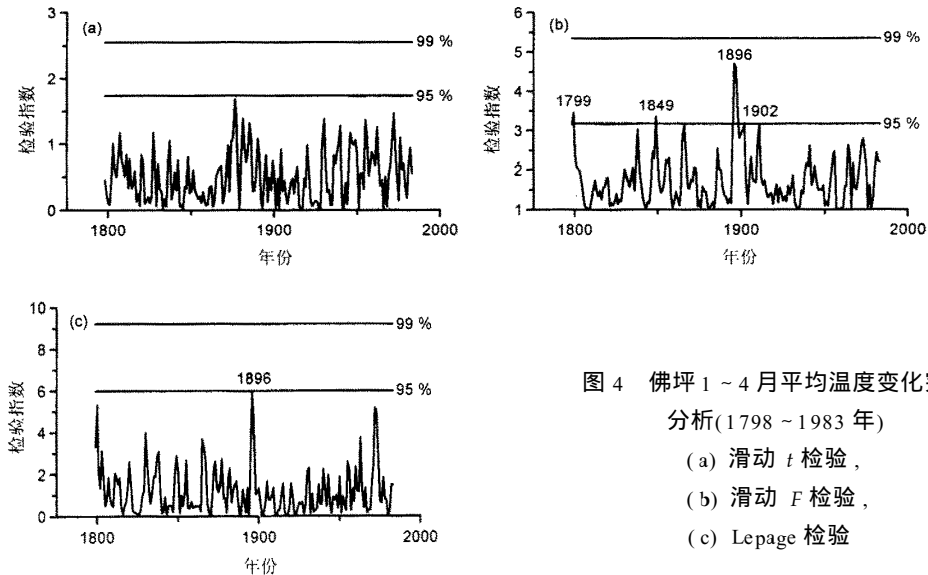 (a)
3
2
1
0
99 %
95 %
检验指数
1800
1900
2000
年份
(b)
6
5
4
3
2
1
99 %
95 %
1799
1849
1896
1902
检验指数
1800
1900
2000
年份
(c)
10
8
6
4
2
0
99 %
95 %
1896
检验指数
1800
1900
2000
年份
图 4 佛坪 1 ~ 4 月平均温度变化
分析(1798 ~ 1983 年)
(a) 滑动 t 检验 ,
(b) 滑动 F 检验 ,
(c) Lepage 检验